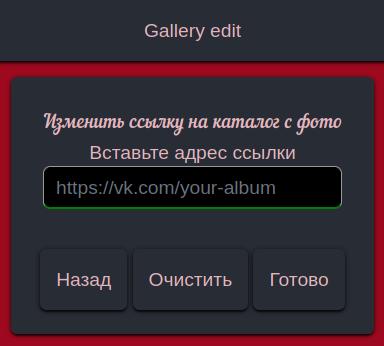 Gallery edit
Изменить ссылку на каталог с фото
Вставьте адрес ссылки
https://vk.com/your-album
Назад Очистить Готово